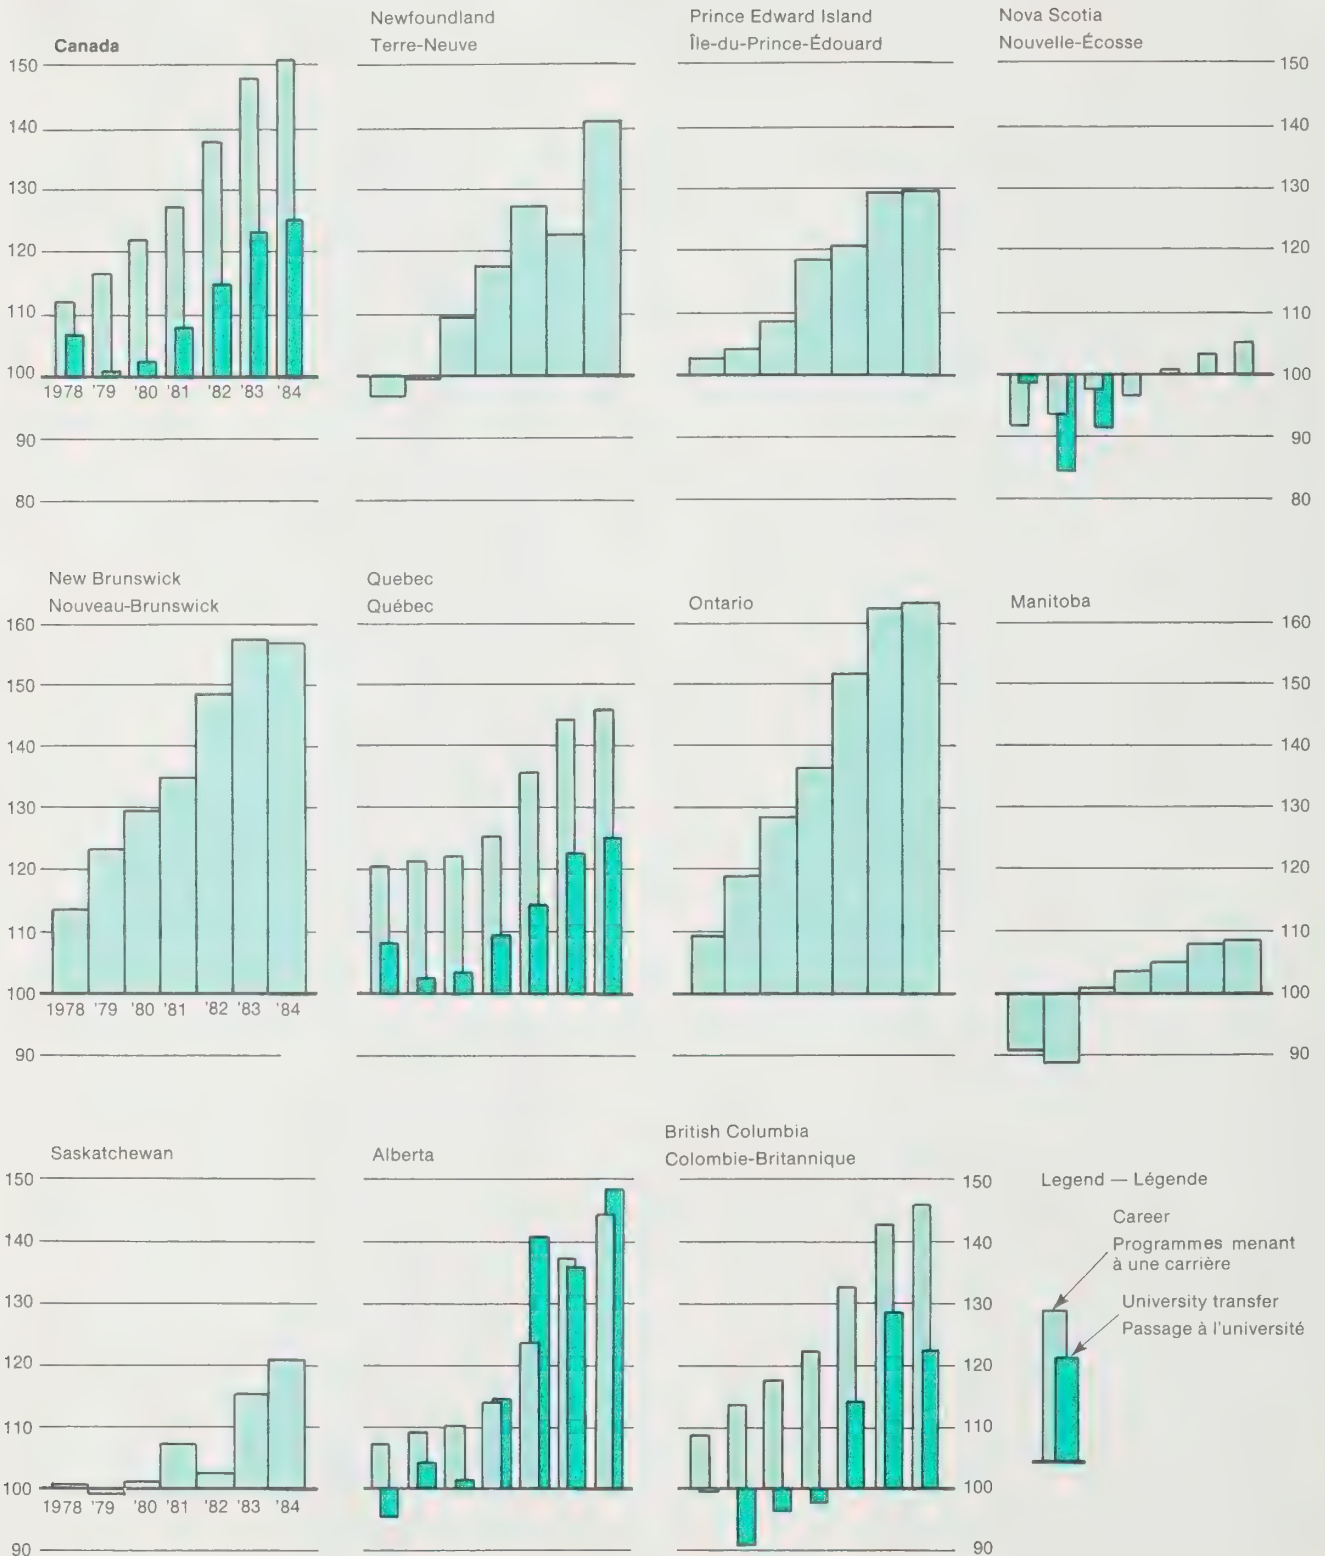 Canada
150
140
130
120
110
100
1978 '79 '80 '81 '82 '83 '84
90
80
Newfoundland
Terre-Neuve
Prince Edward Island
Île-du-Prince-Édouard
Nova Scotia
Nouvelle-Écosse
150
140
130
120
110
100
90
80
New Brunswick
Nouveau-Brunswick
160
150
140
130
120
110
100
1978 '79 '80 '81 '82 '83 '84
90
Quebec
Québec
Ontario
Manitoba
160
150
140
130
120
110
100
90
Saskatchewan
150
140
130
120
110
100
1978 '79 '80 '81 '82 '83 '84
90
Alberta
British Columbia
Colombie-Britannique
150
140
130
120
110
100
90
Legend — Légende
Career
Programmes menant
à une carrière
University transfer
Passage à l'université